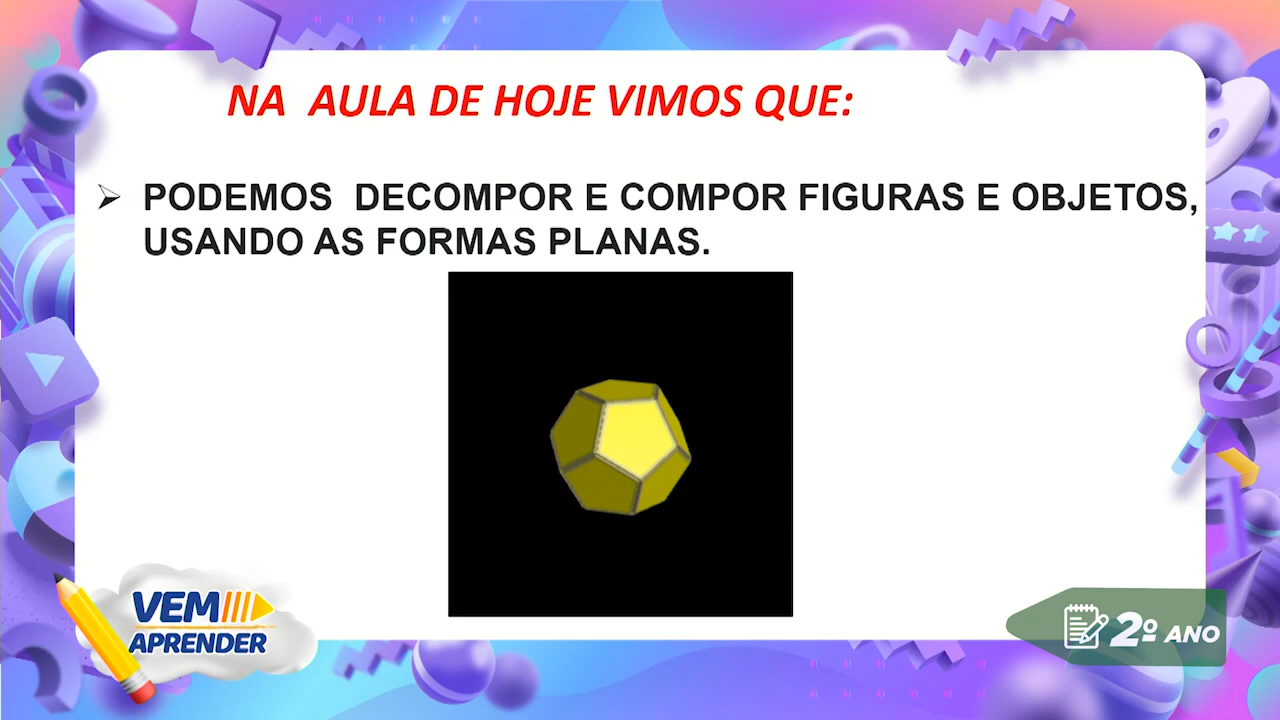 NA AULA DE HOJE VIMOS QUE:
PODEMOS DECOMPOR E COMPOR FIGURAS E OBJETOS,
USANDO AS FORMAS PLANAS.
VEM
APRENDER
2º ANO